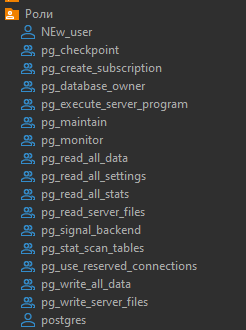 Роли
NEw_user
pg_checkpoint
pg_create_subscription
pg_database_owner
pg_execute_server_program
pg_maintain
pg_monitor
pg_read_all_data
pg_read_all_settings
pg_read_all_stats
pg_read_server_files
pg_signal_backend
pg_stat_scan_tables
pg_use_reserved_connections
pg_write_all_data
pg_write_server_files
postgres